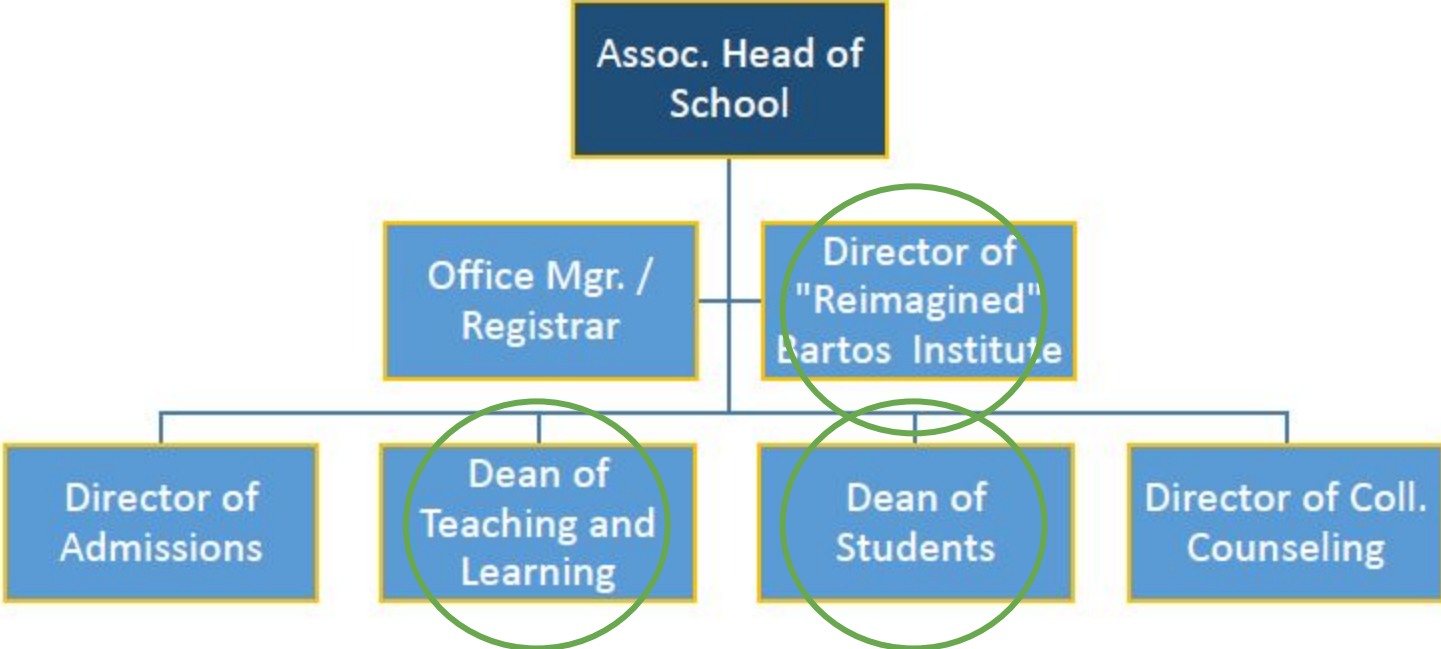 Assoc. Head of
School
Office Mgr. /
Registrar
Director of
"Reimagined"
Bartos Institute
Director of
Admissions
Dean of
Teaching and
Learning
Dean of
Students
Director of Coll.
Counseling